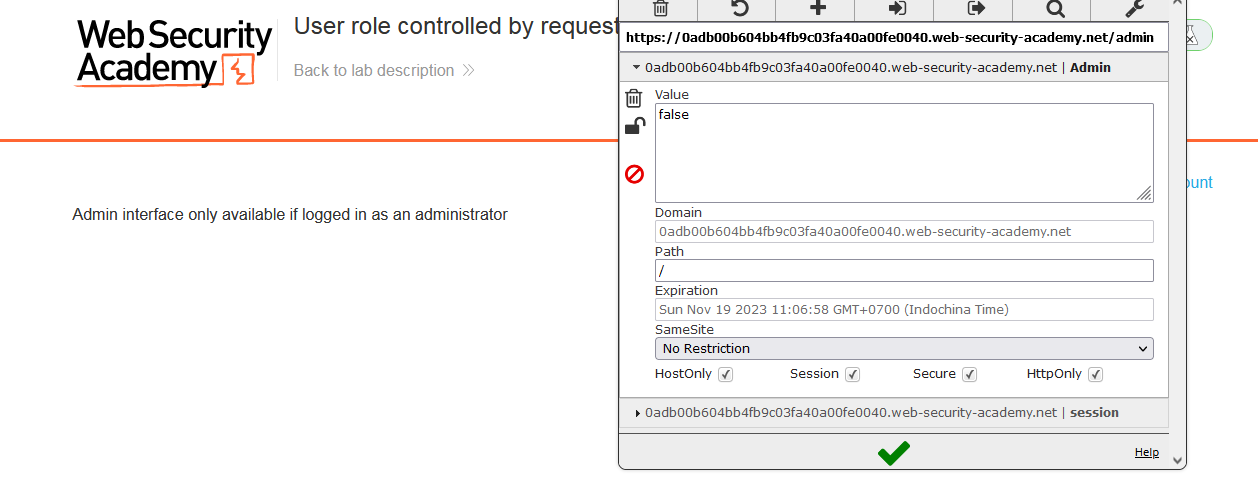 Web Security
Academy
User role controlled by request
Back to lab description
https://0adb00b604bb4fb9c03fa40a00fe0040.web-security-academy.net/admin
0adb00b604bb4fb9c03fa40a00fe0040.web-security-academy.net | Admin
Value
false
ount
Admin interface only available if logged in as an administrator
Domain
0adb00b604bb4fb9c03fa40a00fe0040.web-security-academy.net
Path
/
Expiration
Sun Nov 19 2023 11:06:58 GMT+0700 (Indochina Time)
SameSite
No Restriction
HostOnly Session Secure HttpOnly
0adb00b604bb4fb9c03fa40a00fe0040.web-security-academy.net | session
Help